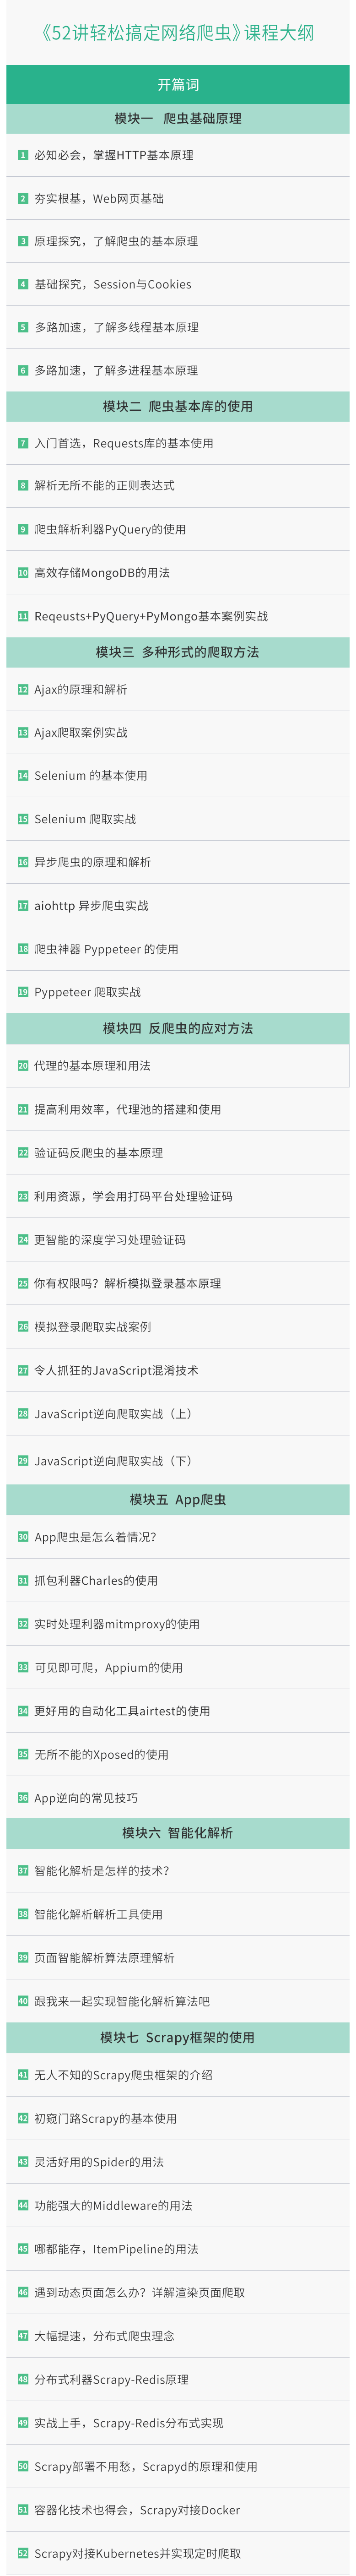 《52讲轻松搞定网络爬虫》课程大纲
开篇词
模块一 爬虫基础原理
1 必知必会，掌握HTTP基本原理
2 夯实根基，Web网页基础
3 原理探究，了解爬虫的基本原理
4 基础探究，Session与Cookies
5 多路加速，了解多线程基本原理
6 多路加速，了解多进程基本原理
模块二 爬虫基本库的使用
7 入门首选，Requests库的基本使用
8 解析无所不能的正则表达式
9 爬虫解析利器PyQuery的使用
10 高效存储MongoDB的用法
11 Reqeusts+PyQuery+PyMongo基本案例实战
模块三 多种形式的爬取方法
12 Ajax的原理和解析
13 Ajax爬取案例实战
14 Selenium 的基本使用
15 Selenium 爬取实战
16 异步爬虫的原理和解析
17 aiohttp 异步爬虫实战
18 爬虫神器 Pyppeteer 的使用
19 Pyppeteer 爬取实战
模块四 反爬虫的应对方法
20 代理的基本原理和用法
21 提高利用效率，代理池的搭建和使用
22 验证码反爬虫的基本原理
23 利用资源，学会用打码平台处理验证码
24 更智能的深度学习处理验证码
25 你有权限吗？解析模拟登录基本原理
26 模拟登录爬取实战案例
27 令人抓狂的JavaScript混淆技术
28 JavaScript逆向爬取实战（上）
29 JavaScript逆向爬取实战（下）
模块五 App爬虫
30 App爬虫是怎么着情况？
31 抓包利器Charles的使用
32 实时处理利器mitmproxy的使用
33 可见即可爬，Appium的使用
34 更好用的自动化工具airtest的使用
35 无所不能的Xposed的使用
36 App逆向的常见技巧
模块六 智能化解析
37 智能化解析是怎样的技术？
38 智能化解析解析工具使用
39 页面智能解析算法原理解析
40 跟我来一起实现智能化解析算法吧
模块七 Scrapy框架的使用
41 无人不知的Scrapy爬虫框架的介绍
42 初窥门路Scrapy的基本使用
43 灵活好用的Spider的用法
44 功能强大的Middleware的用法
45 哪都能存，ItemPipeline的用法
46 遇到动态页面怎么办？详解渲染页面爬取
47 大幅提速，分布式爬虫理念
48 分布式利器Scrapy-Redis原理
49 实战上手，Scrapy-Redis分布式实现
50 Scrapy部署不用愁，Scrapyd的原理和使用
51 容器化技术也得会，Scrapy对接Docker
52 Scrapy对接Kubernetes并实现定时爬取